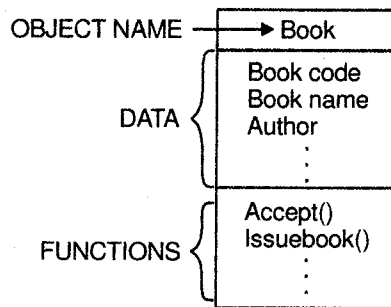 OBJECT NAME Book
Book code
Book name
DATA Author
Accept()
Issuebook()
FUNCTIONS